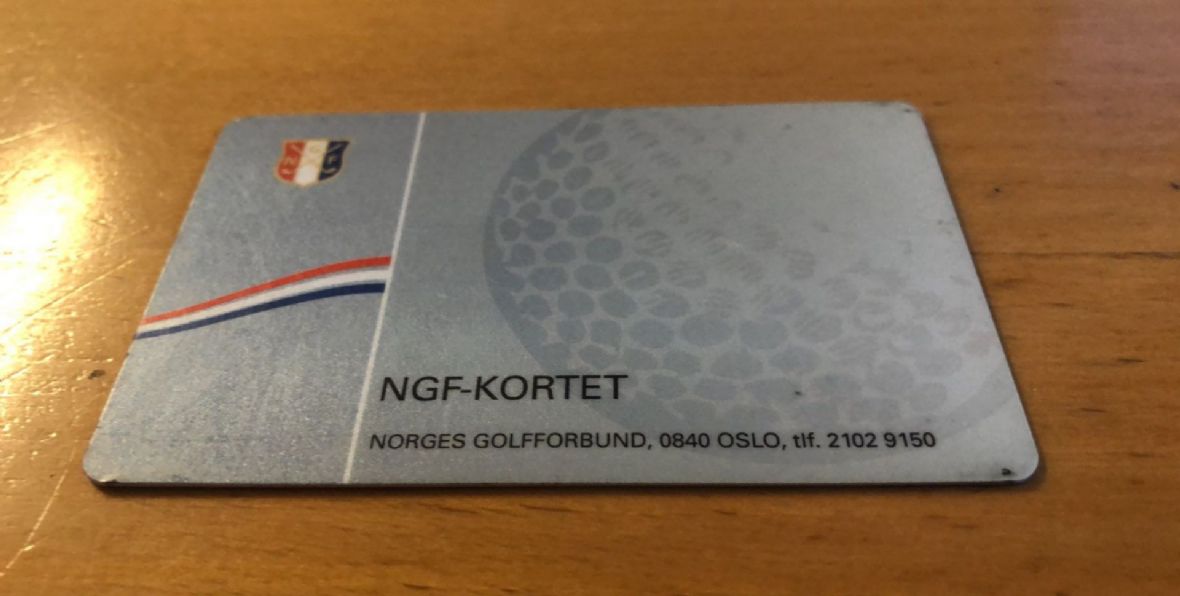 NGF-KORTET
NORGES GOLFFORBUND, 0840 OSLO, tlf. 2102 9150